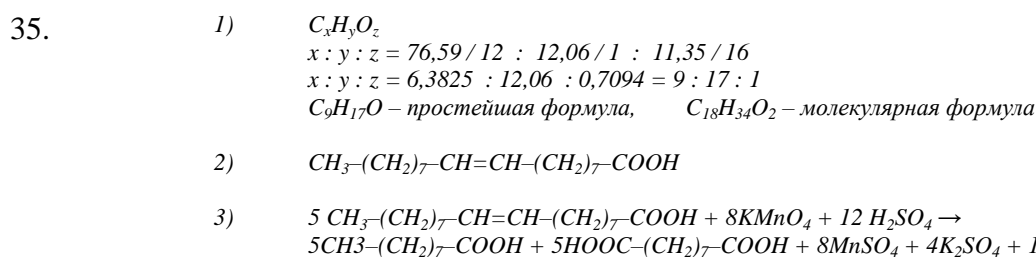 35. 1) CxHyOz
x : y : z = 76,59 / 12 : 12,06 / 1 : 11,35 / 16
x : y : z = 6,3825 : 12,06 : 0,7094 = 9 : 17 : 1
C9H17O – простейшая формула, C18H34O2 – молекулярная формула
2) CH3–(CH2)7–CH=CH–(CH2)7–COOH
3) 5 CH3–(CH2)7–CH=CH–(CH2)7–COOH + 8KMnO4 + 12 H2SO4 →
5CH3–(CH2)7–COOH + 5HOOC–(CH2)7–COOH + 8MnSO4 + 4K2SO4 +